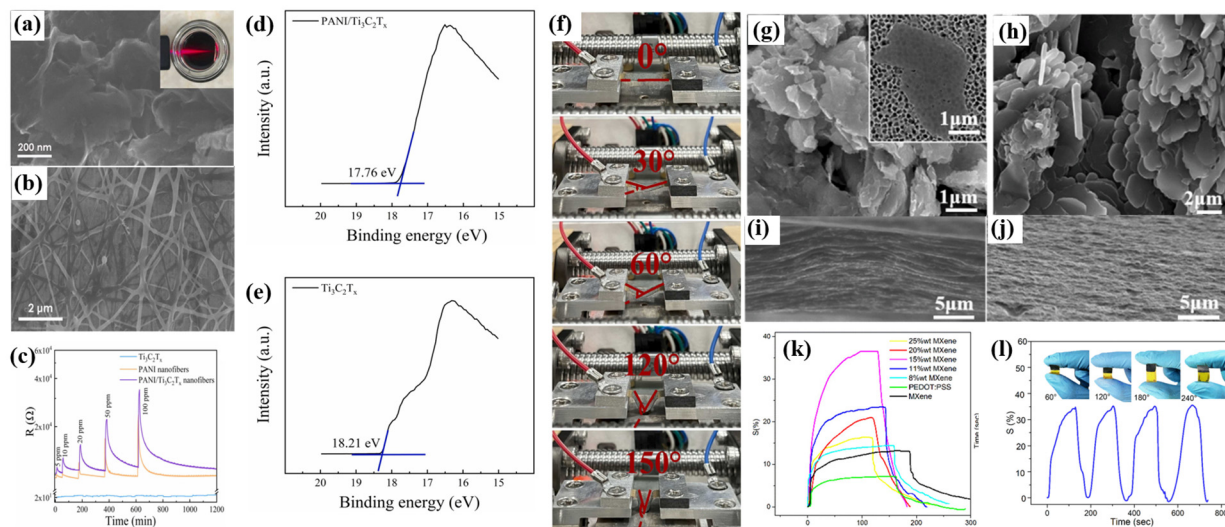 (a)
200 nm
(b)
2 μm
(c)
6x10⁴
4x10⁴
2x10⁴
2x10²
R (Ω)
Ti₃C₂Tₓ
PANI nanofibers
PANI/Ti₃C₂Tₓ nanofibers
5 ppm
10 ppm
20 ppm
50 ppm
100 ppm
0 200 400 600 800 1000 1200
Time (min)
(d)
PANI/Ti₃C₂Tₓ
Intensity (a.u.)
17.76 eV
20 19 18 17 16 15
Binding energy (eV)
(e)
Ti₃C₂Tₓ
Intensity (a.u.)
18.21 eV
20 19 18 17 16 15
Binding energy (eV)
(f)
0°
30°
60°
120°
150°
(g)
1μm
1μm
(h)
2μm
(i)
5μm
(j)
5μm
(k)
40
30
20
10
0
S(%)
25%wt MXene
20%wt MXene
15%wt MXene
11%wt MXene
8%wt MXene
PEDOT:PSS
MXene
0 100 200 300
Time (sec)
(l)
60
50
40
30
20
10
0
S (%)
60° 120° 180° 240°
0 200 400 600 800
Time (sec)